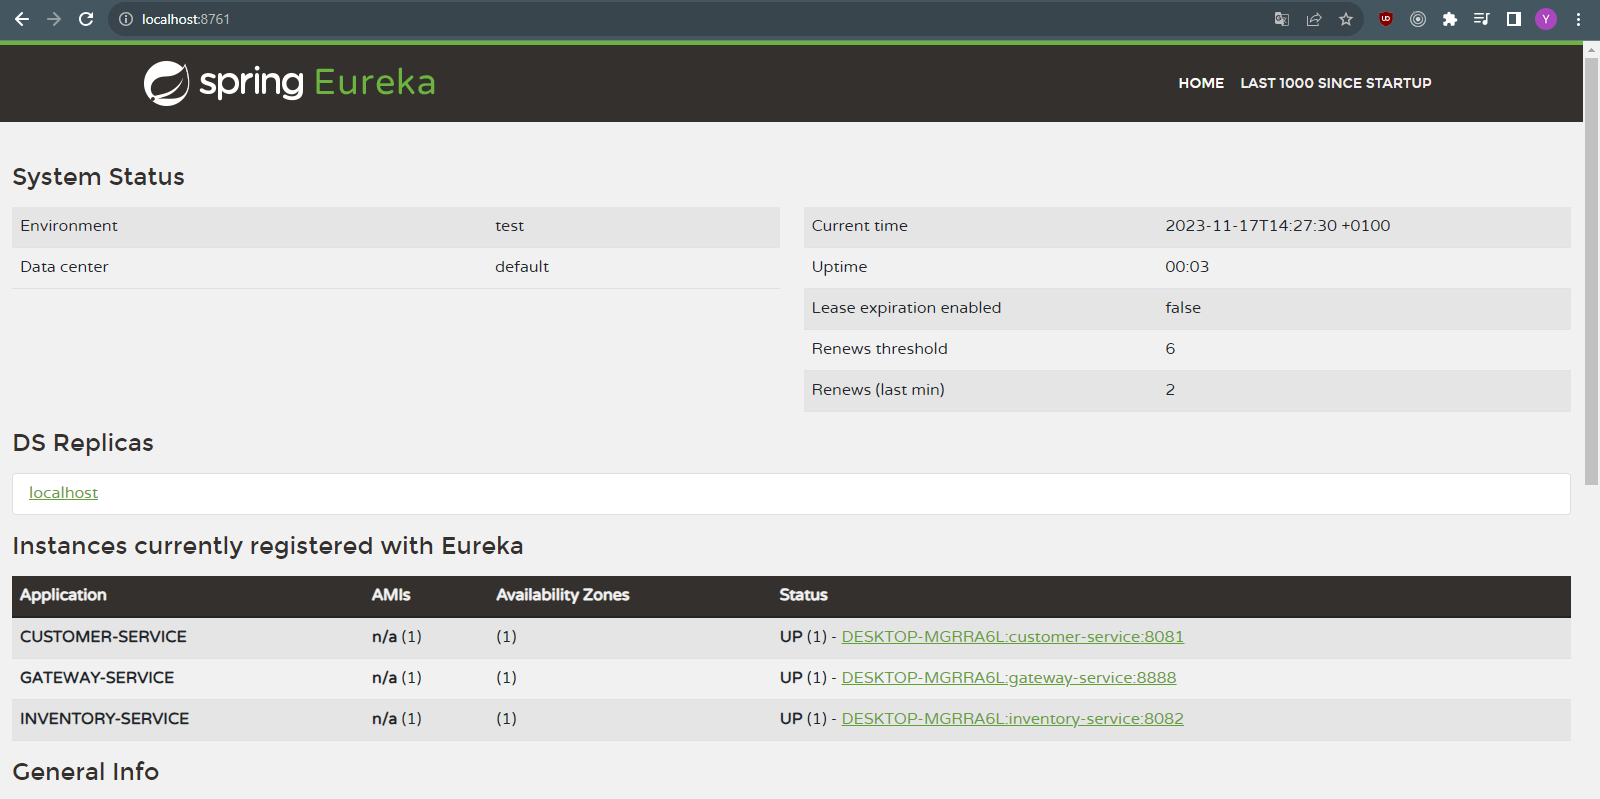 localhost:8761
Y
spring Eureka
HOME LAST 1000 SINCE STARTUP
System Status
Environment test
Data center default
Current time 2023-11-17T14:27:30 +0100
Uptime 00:03
Lease expiration enabled false
Renews threshold 6
Renews (last min) 2
DS Replicas
localhost
Instances currently registered with Eureka
Application AMIs Availability Zones Status
CUSTOMER-SERVICE n/a (1) (1) UP (1) - DESKTOP-MGRRA6L:customer-service:8081
GATEWAY-SERVICE n/a (1) (1) UP (1) - DESKTOP-MGRRA6L:gateway-service:8888
INVENTORY-SERVICE n/a (1) (1) UP (1) - DESKTOP-MGRRA6L:inventory-service:8082
General Info